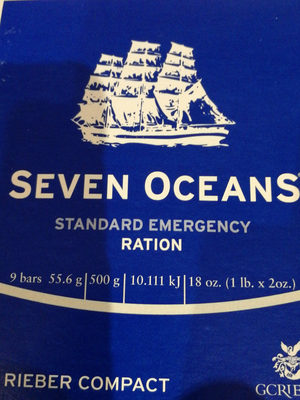 SEVEN OCEANS
STANDARD EMERGENCY
RATION
9 bars 55.6 g 500 g 10.111 kJ 18 oz. (1 lb. x 2oz.)
RIEBER COMPACT